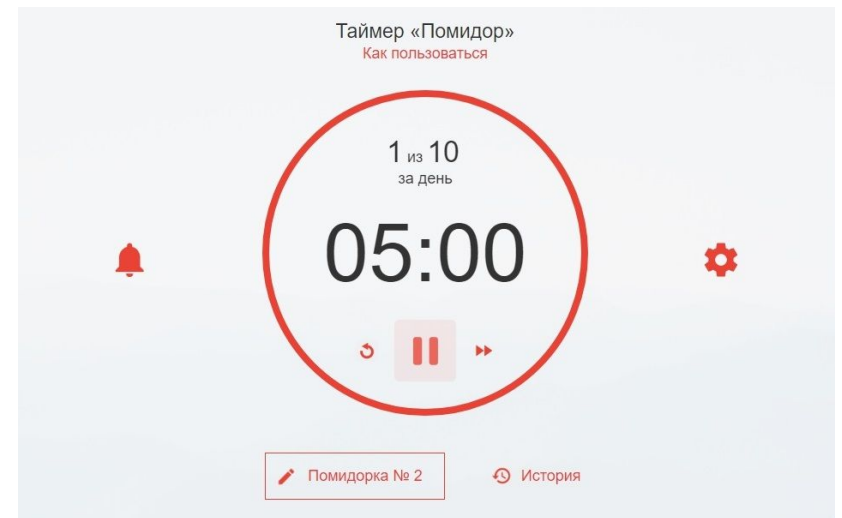 Таймер «Помидор»
Как пользоваться
1 из 10
за день
05:00
Помидорка № 2
История